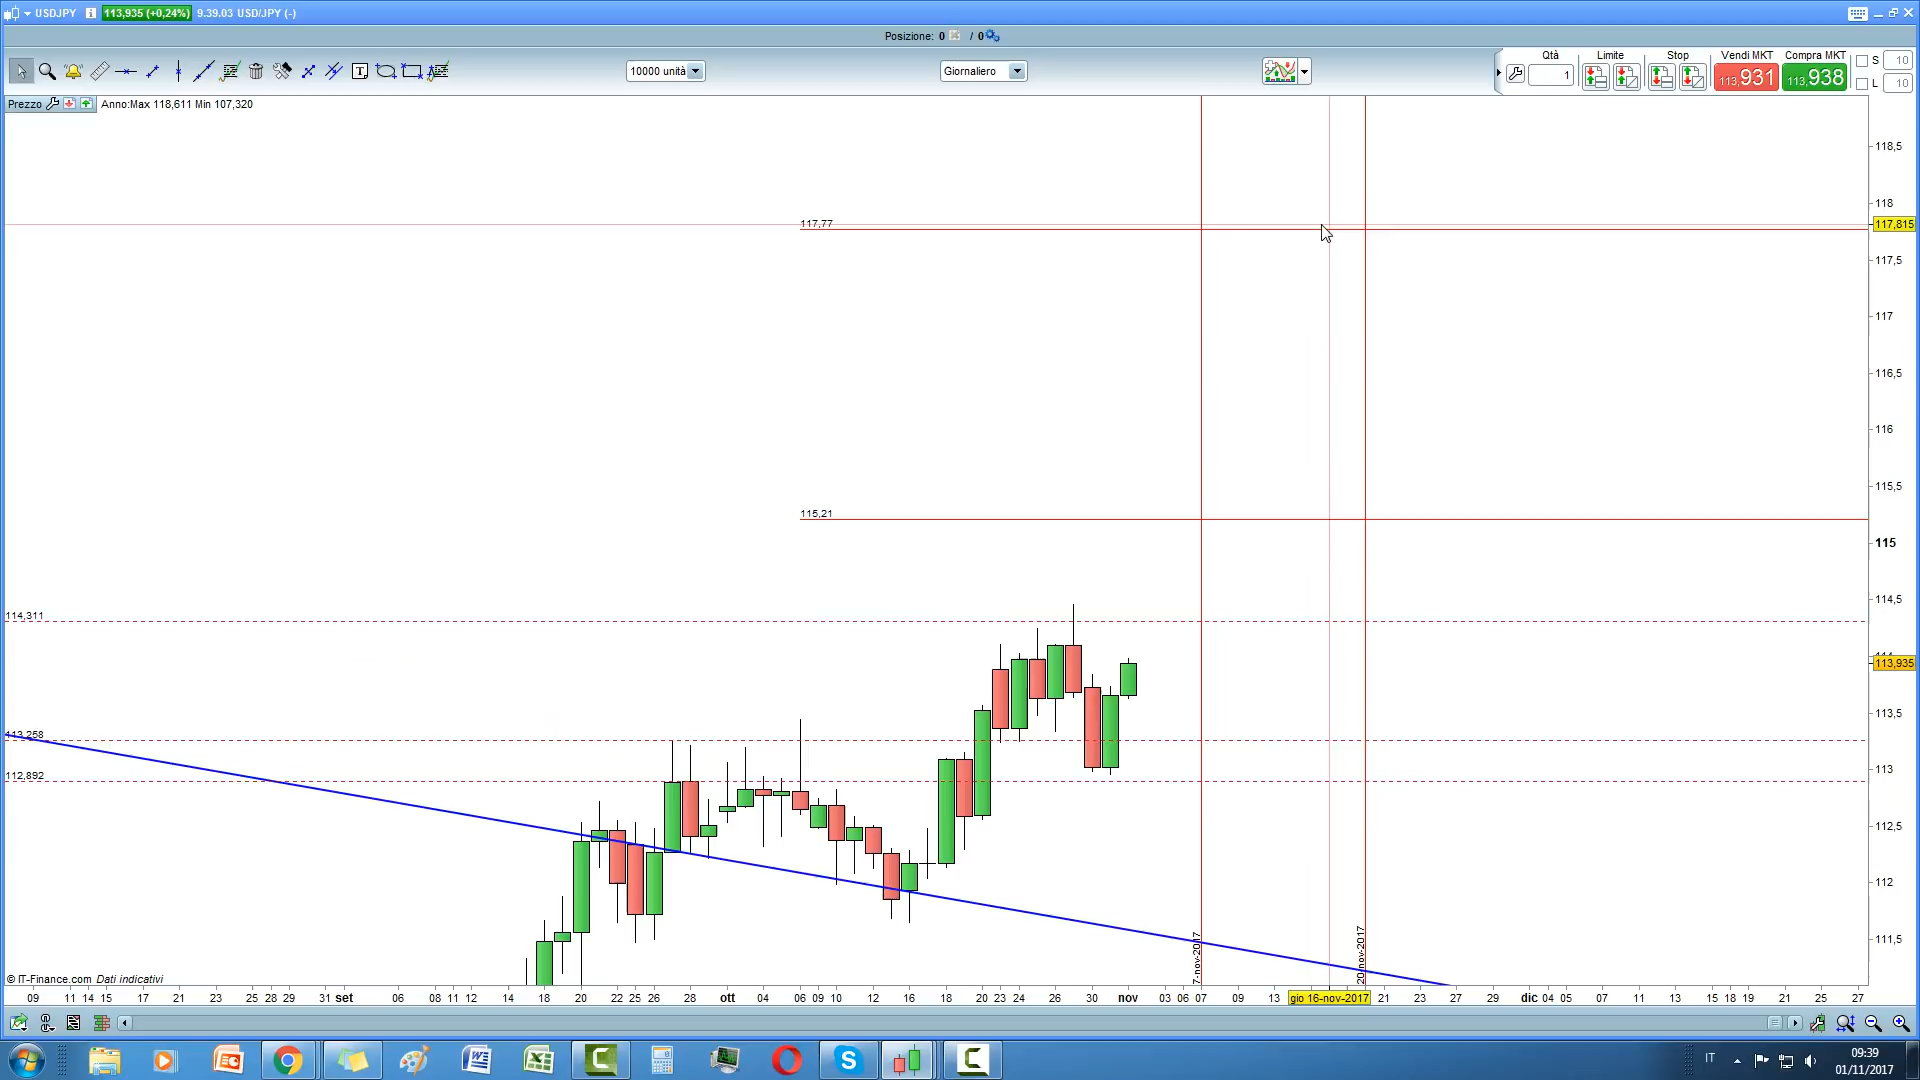 USDJPY i 113,935 (+0,24%) 9.39.03 USD/JPY (-)
Posizione: 0 / 0
10000 unità
Giornaliero
Qtà Limite Stop Vendi MKT Compra MKT
1
113,931
113,938
S 10
L 10
Prezzo Anno:Max 118,611 Min 107,320
118,5
118
117,77
117,815
117,5
117
116,5
116
115,5
115,21
115
114,5
114,311
113,935
113,5
113,258
113
112,892
112,5
112
111,5
7-nov-2017
20-nov-2017
© IT-Finance.com Dati indicativi
09 11 14 15 17 21 23 25 28 29 31 set 06 08 11 12 14 18 20 22 25 26 28 ott 04 06 09 10 12 16 18 20 23 24 26 30 nov 03 06 07 09 13 gio 16-nov-2017 21 23 27 29 dic 04 05 07 11 13 15 18 19 21 25 27
IT
09:39
01/11/2017